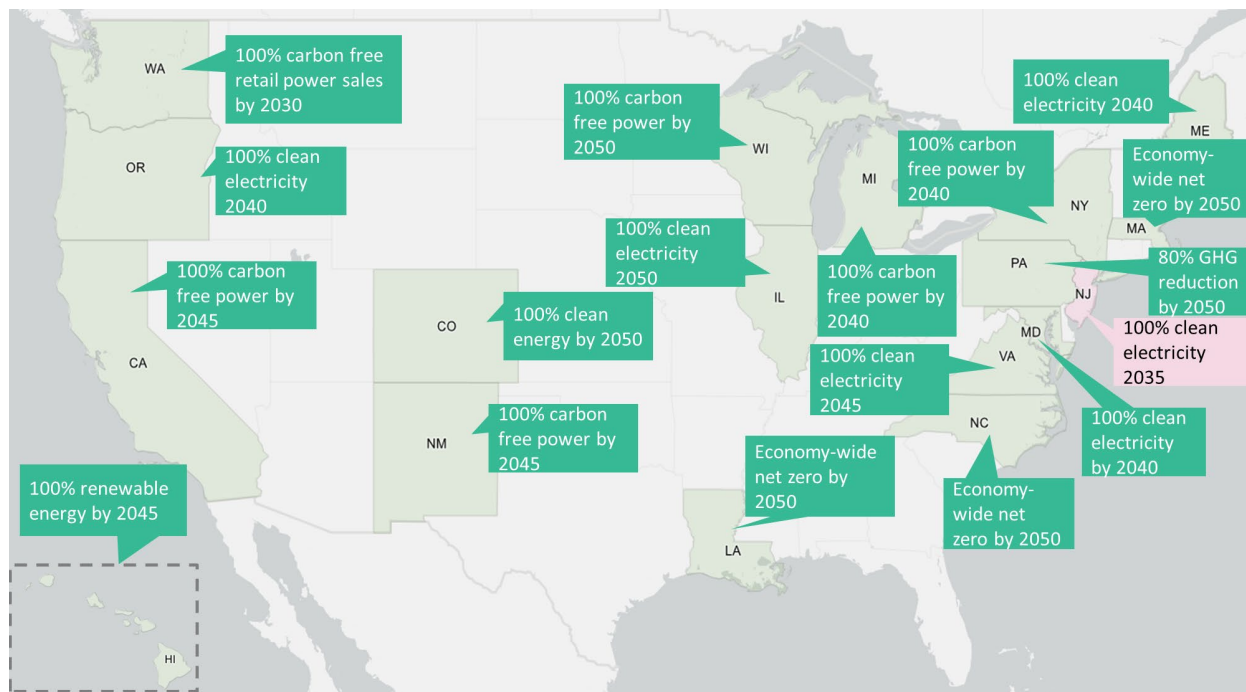 WA
100% carbon free
retail power sales
by 2030
OR
100% clean
electricity
2040
100% carbon
free power by
2045
CA
CO
100% clean
energy by 2050
NM
100% carbon
free power by
2045
100% renewable
energy by 2045
HI
100% carbon
free power by
2050
WI
MI
100% clean
electricity
2050
IL
100% carbon
free power by
2040
100% clean
electricity 2040
ME
100% carbon
free power by
2040
NY
Economy-
wide net
zero by 2050
MA
PA
80% GHG
reduction
by 2050
NJ
100% clean
electricity
2035
MD
VA
100% clean
electricity
2045
100% clean
electricity
by 2040
NC
Economy-
wide net
zero by 2050
Economy-wide
net zero by
2050
LA